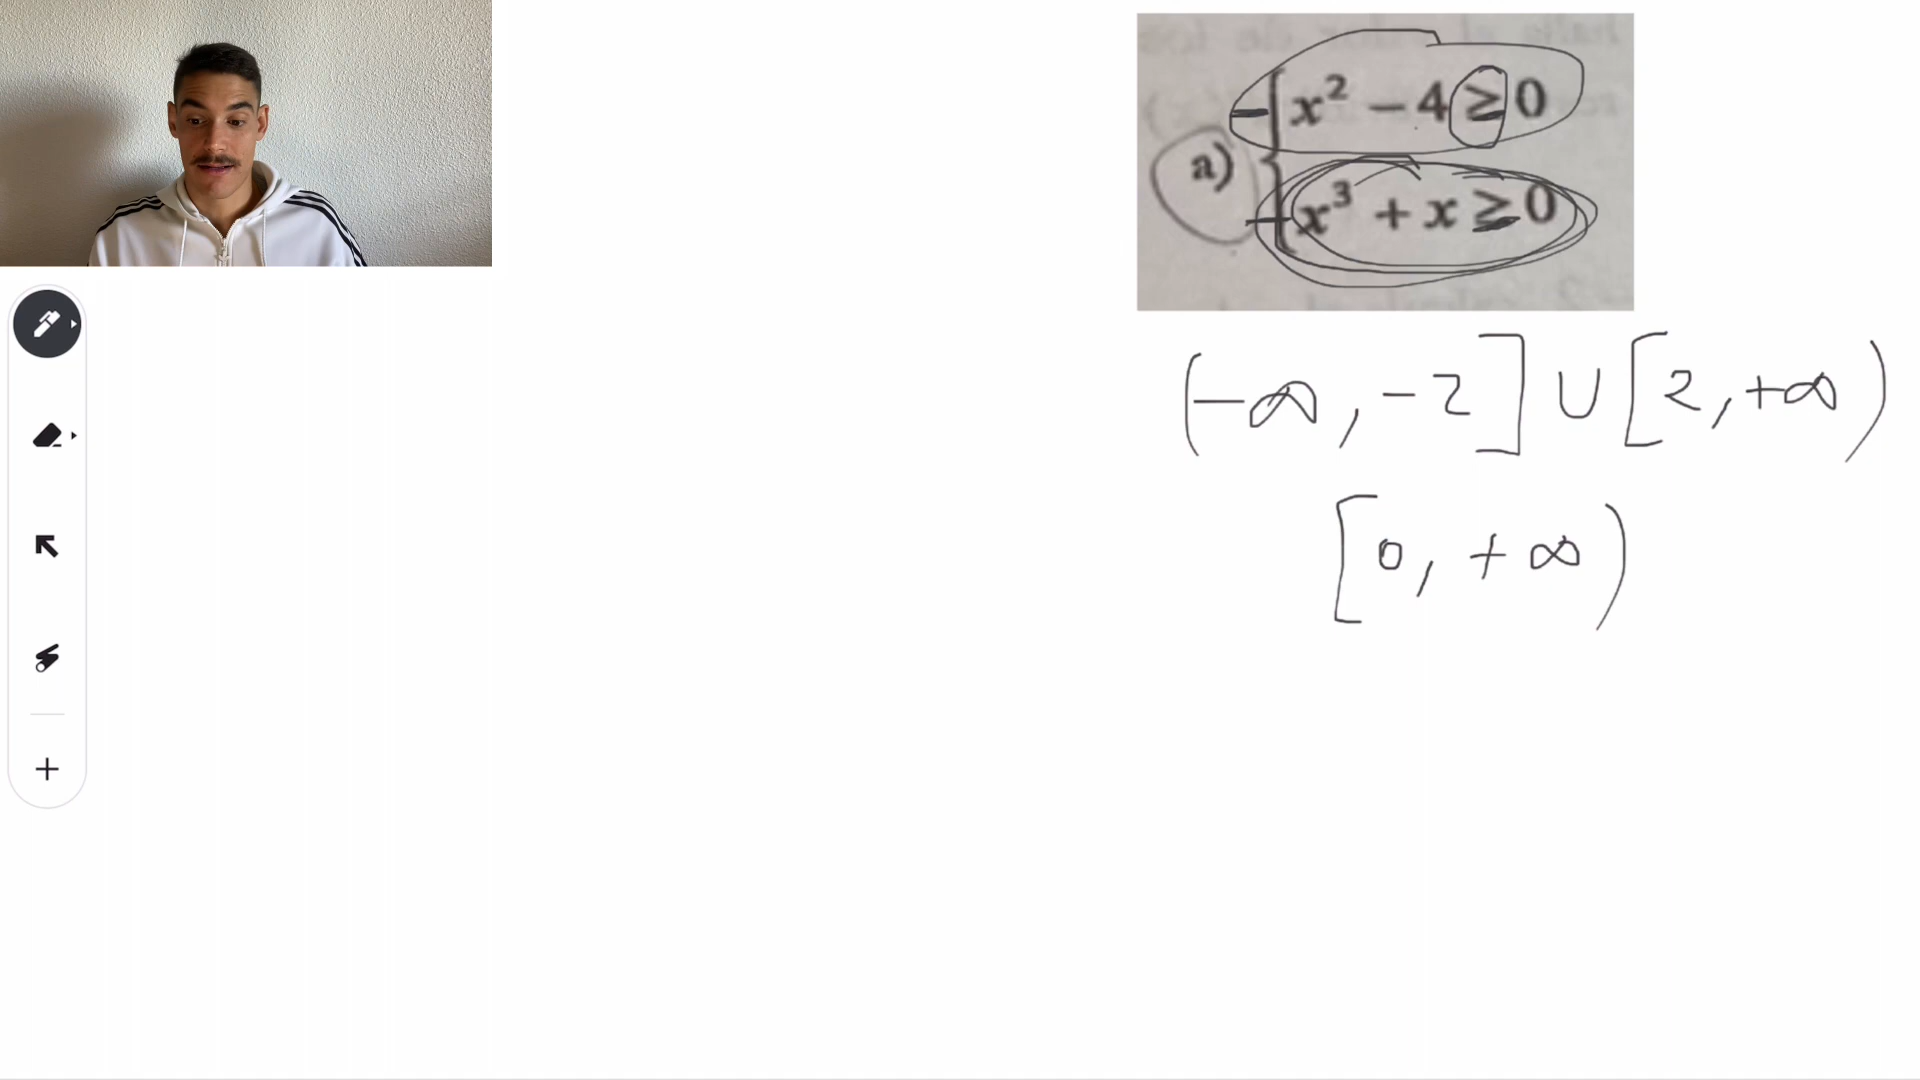 x² − 4 ≥ 0
a)
x³ + x ≥ 0
(−∞, −2] ∪ [2, +∞)
[0, +∞)